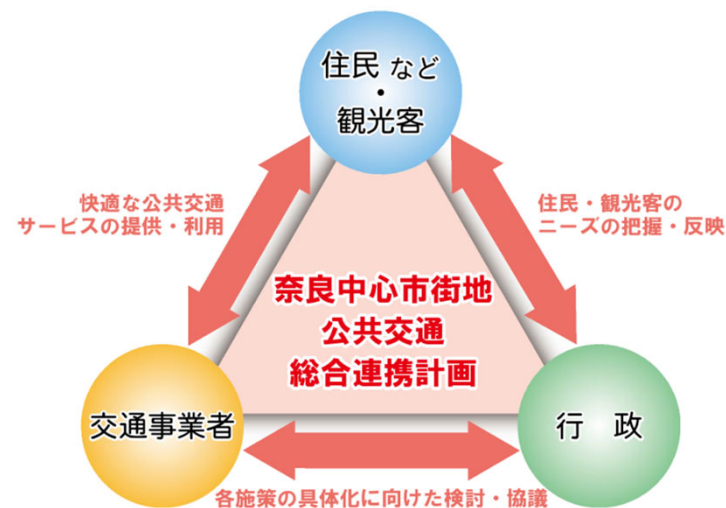 住民 など
・
観光客
快適な公共交通
サービスの提供・利用
住民・観光客の
ニーズの把握・反映
奈良中心市街地
公共交通
総合連携計画
交通事業者
行 政
各施策の具体化に向けた検討・協議